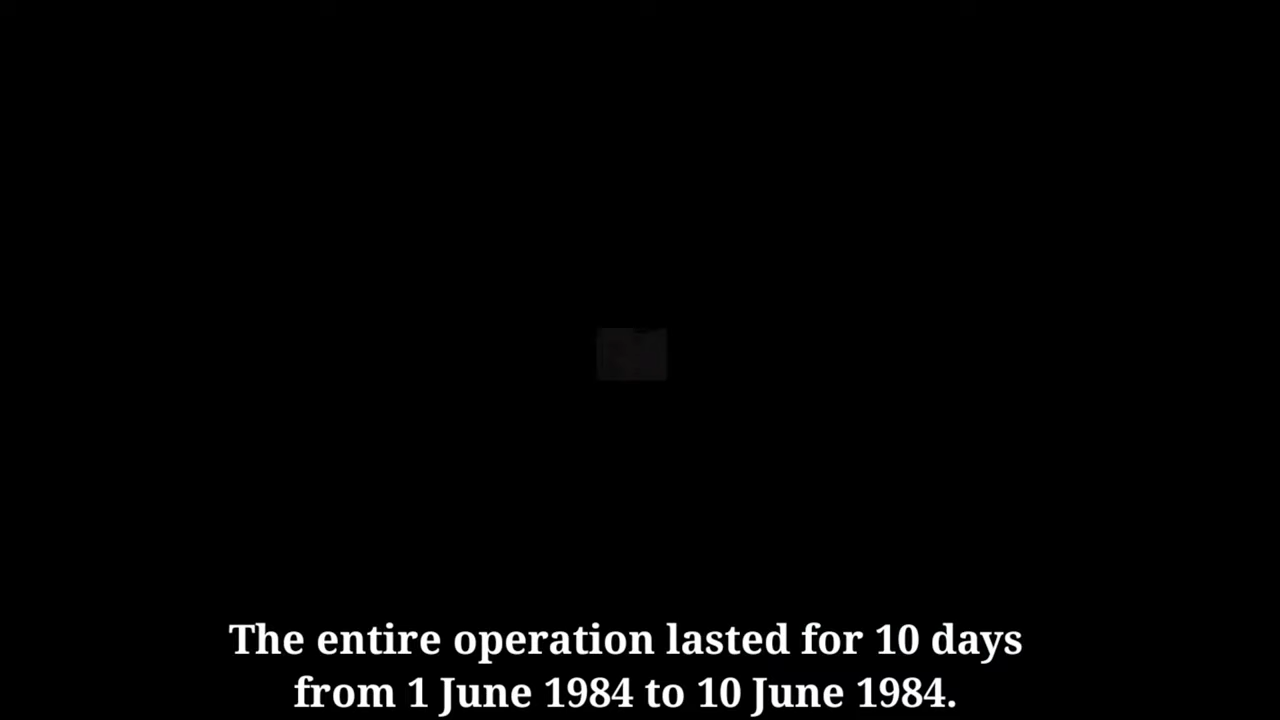 The entire operation lasted for 10 days
from 1 June 1984 to 10 June 1984.